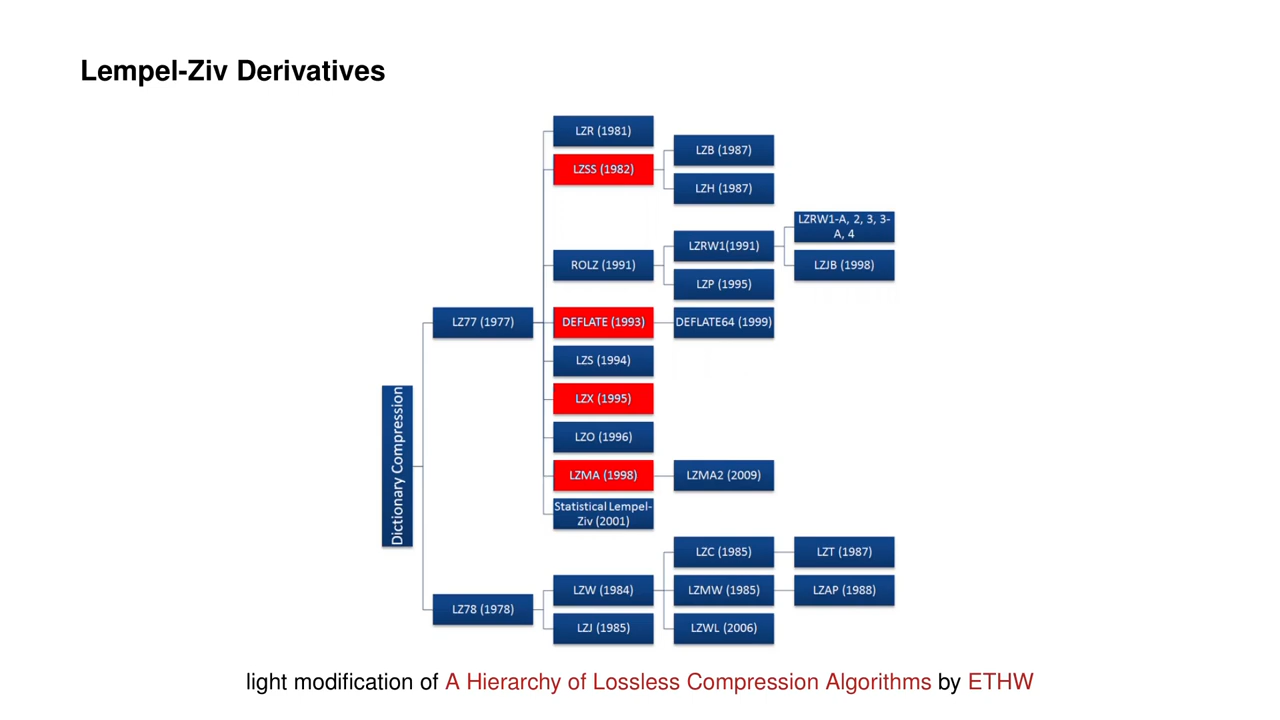 Lempel-Ziv Derivatives
LZR (1981)
LZSS (1982)
LZB (1987)
LZH (1987)
ROLZ (1991)
LZRW1(1991)
LZRW1-A, 2, 3, 3-
A, 4
LZJB (1998)
LZP (1995)
LZ77 (1977)
DEFLATE (1993)
DEFLATE64 (1999)
LZS (1994)
LZX (1995)
LZO (1996)
LZMA (1998)
LZMA2 (2009)
Statistical Lempel-
Ziv (2001)
Dictionary Compression
LZ78 (1978)
LZW (1984)
LZC (1985)
LZT (1987)
LZMW (1985)
LZAP (1988)
LZJ (1985)
LZWL (2006)
light modification of A Hierarchy of Lossless Compression Algorithms by ETHW